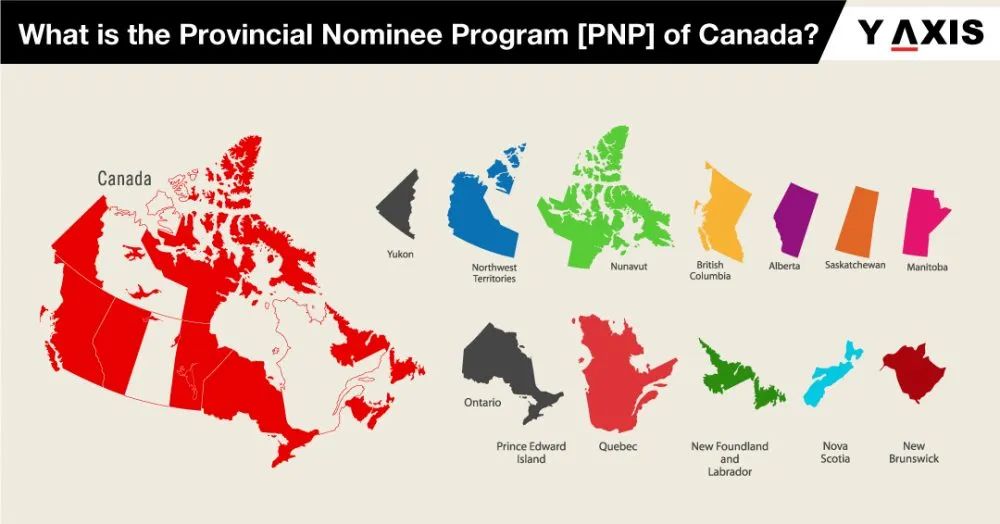 What is the Provincial Nominee Program [PNP] of Canada?
Y AXIS
Canada
Yukon
Northwest
Territories
Nunavut
British
Columbia
Alberta
Saskatchewan
Manitoba
Ontario
Prince Edward
Island
Quebec
New Foundland
and
Labrador
Nova
Scotia
New
Brunswick